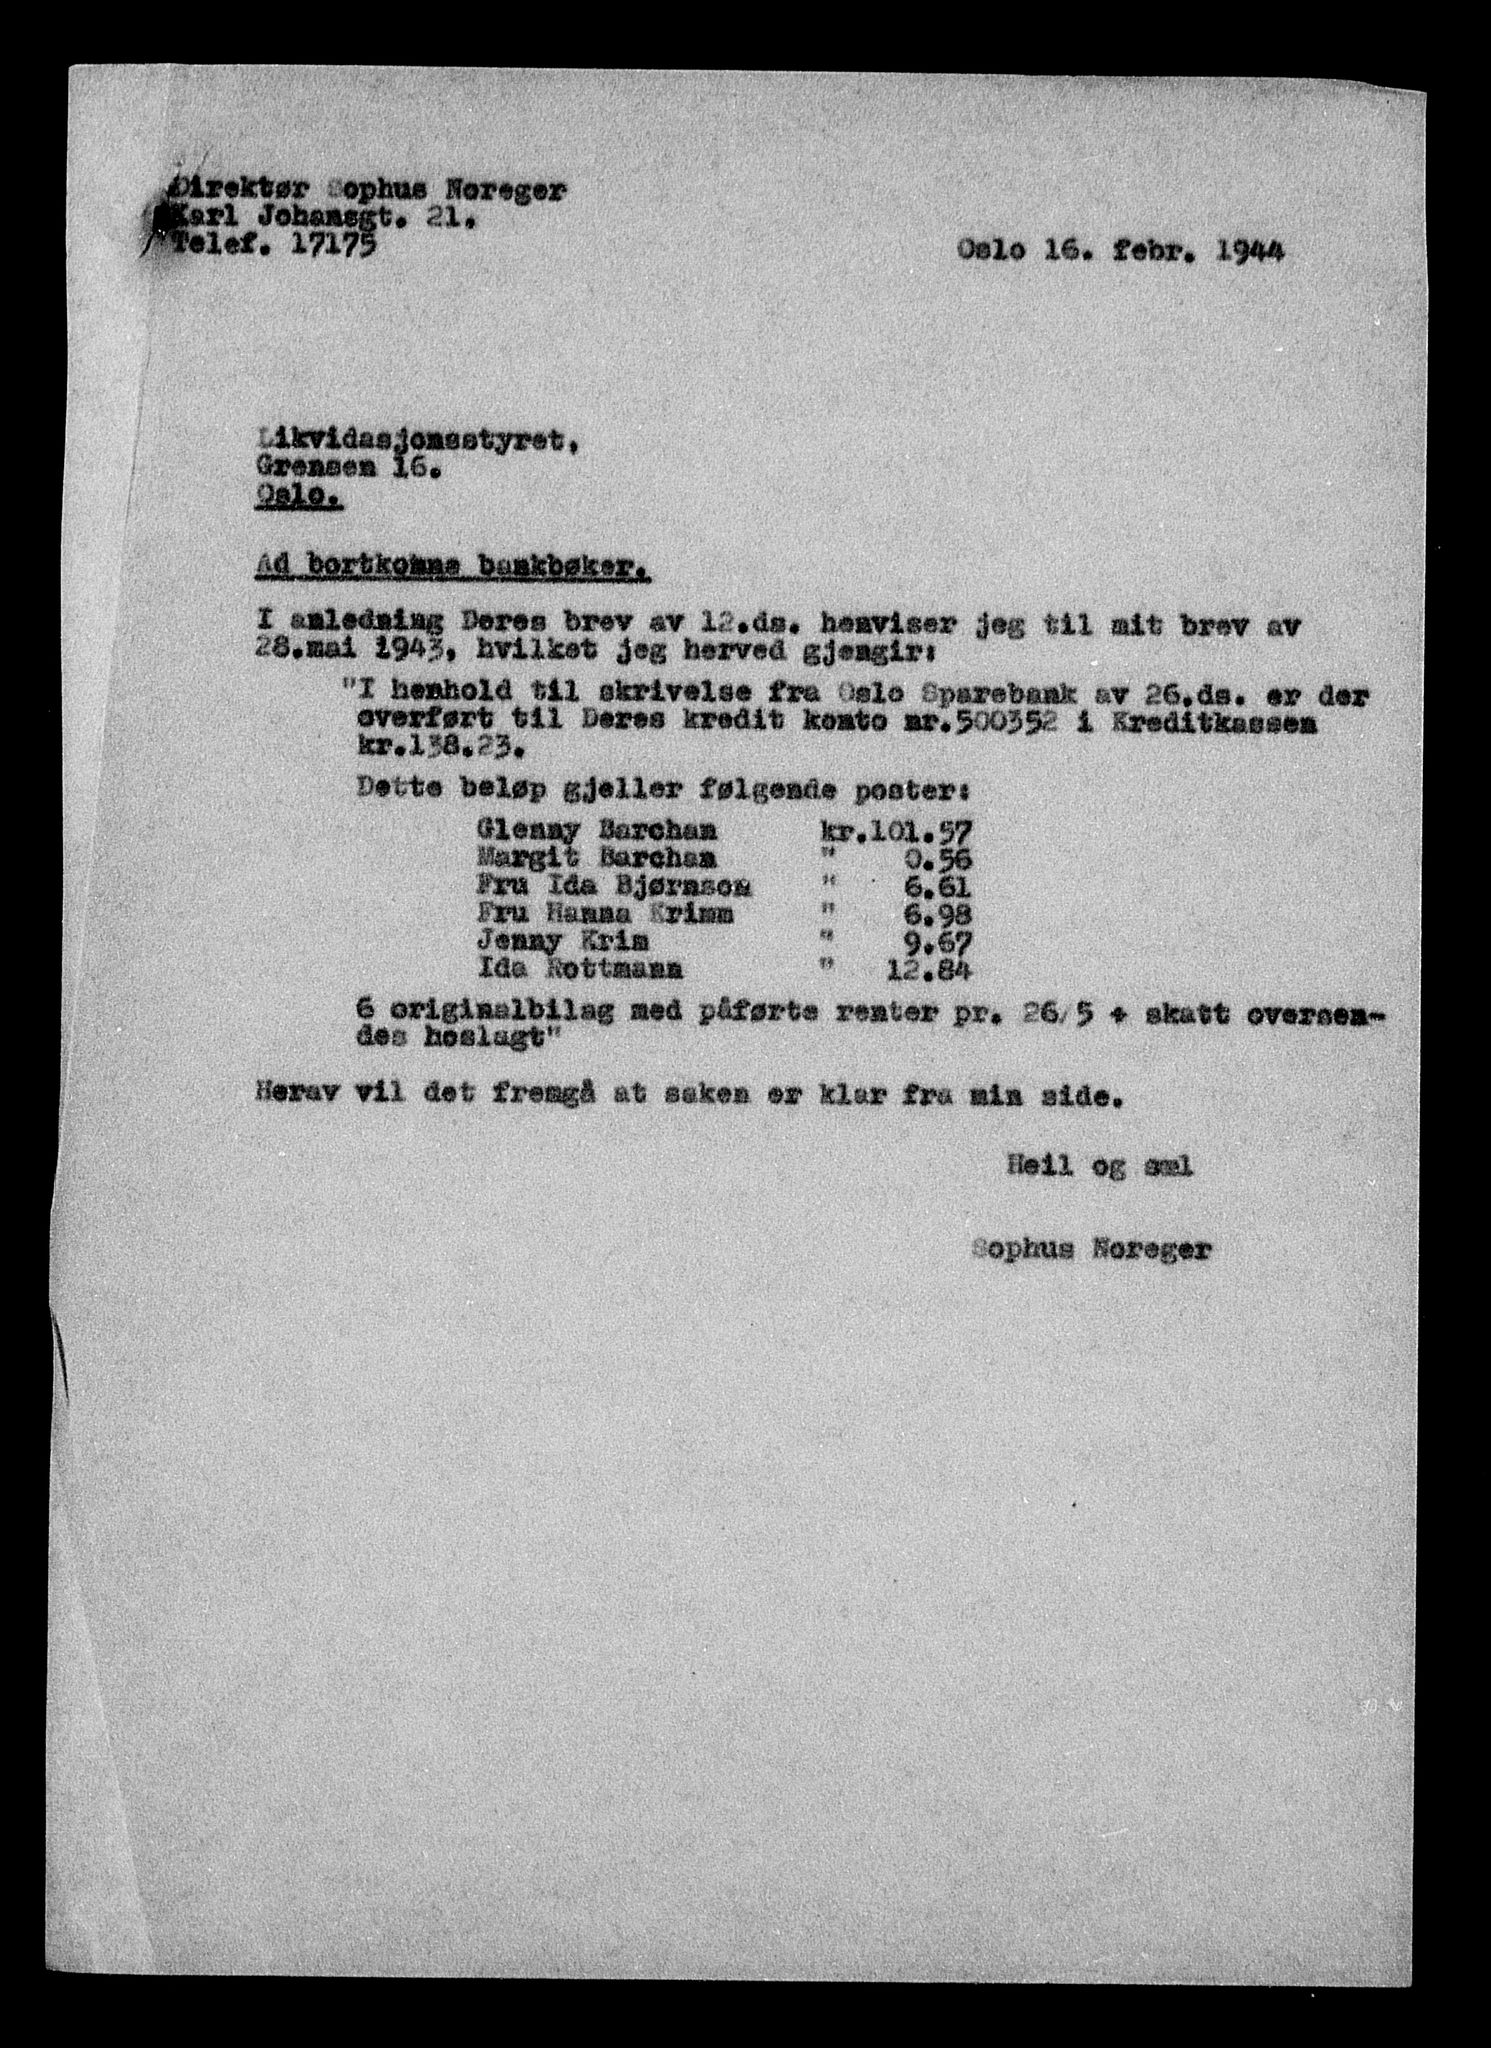 Direktør Sophus Noreger
Karl Johansgt. 21.
Telef. 17175
Oslo 16. febr. 1944
Likvidasjonsstyret,
Grensen 16.
Oslo.
Ad bortkomne bankbøker.
I anledning Deres brev av 12.ds. henviser jeg til mit brev av
28.mai 1943, hvilket jeg herved gjengir:
"I henhold til skrivelse fra Oslo Sparebank av 26.ds. er der
overført til Deres kredit konto nr.500352 i Kreditkassen
kr.138.23.
Dette beløp gjeller følgende poster:
Glenny Barchan kr.101.57
Margit Barchan " 0.56
Fru Ida Bjørnson " 6.61
Fru Hanna Krimm " 6.98
Jenny Krim " 9.67
Ida Rottmann " 12.84
6 originalbilag med påførte renter pr. 26/5 + skatt oversen-
des hoslagt"
Herav vil det fremgå at saken er klar fra min side.
Heil og sæl
Sophus Noreger